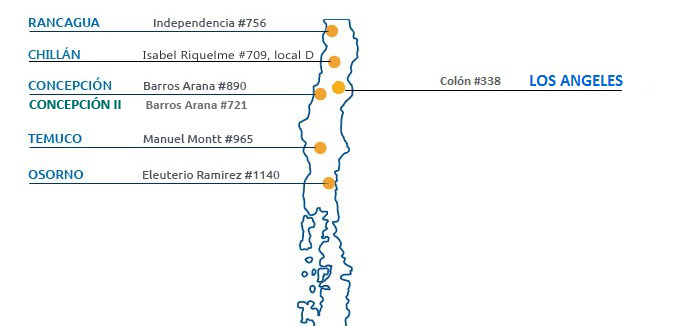 RANCAGUA Independencia #756
CHILLÁN Isabel Riquelme #709, local D
CONCEPCIÓN Barros Arana #890
Colón #338 LOS ANGELES
CONCEPCIÓN II Barros Arana #721
TEMUCO Manuel Montt #965
OSORNO Eleuterio Ramirez #1140